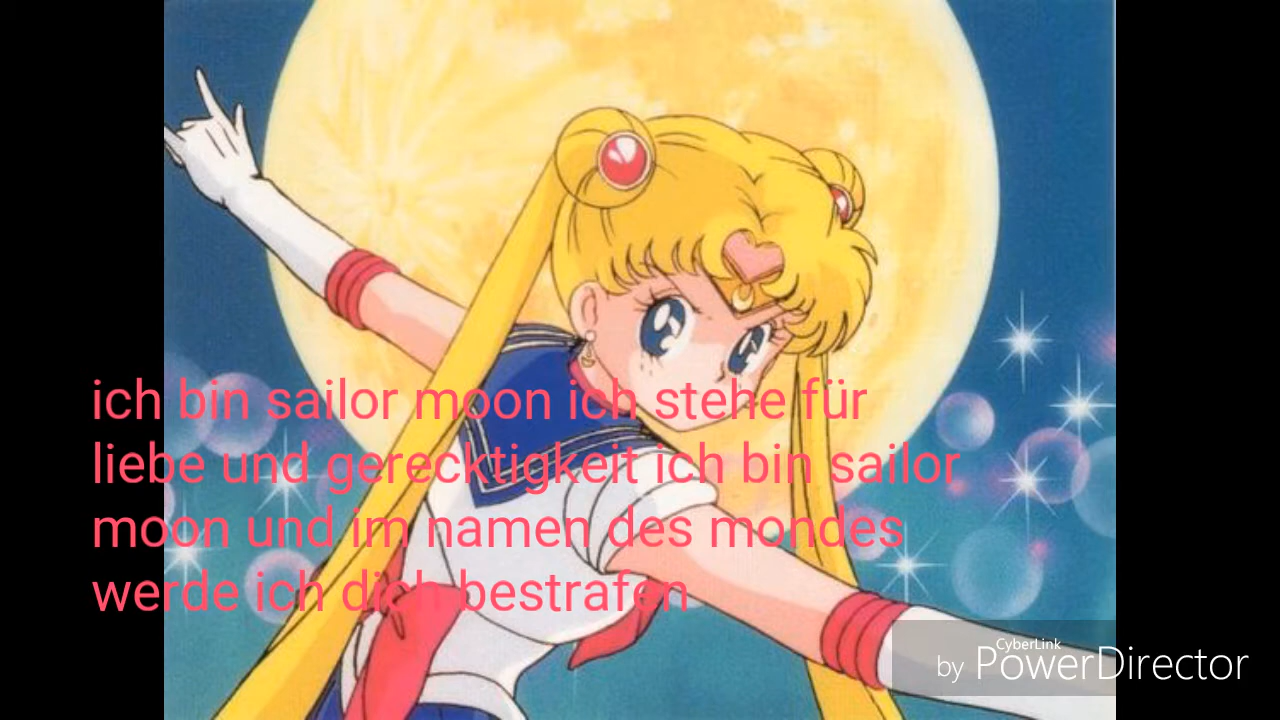 ich bin sailor moon ich stehe für
liebe und gerecktigkeit ich bin sailor
moon und im namen des mondes
werde ich dich bestrafen
CyberLink
by PowerDirector